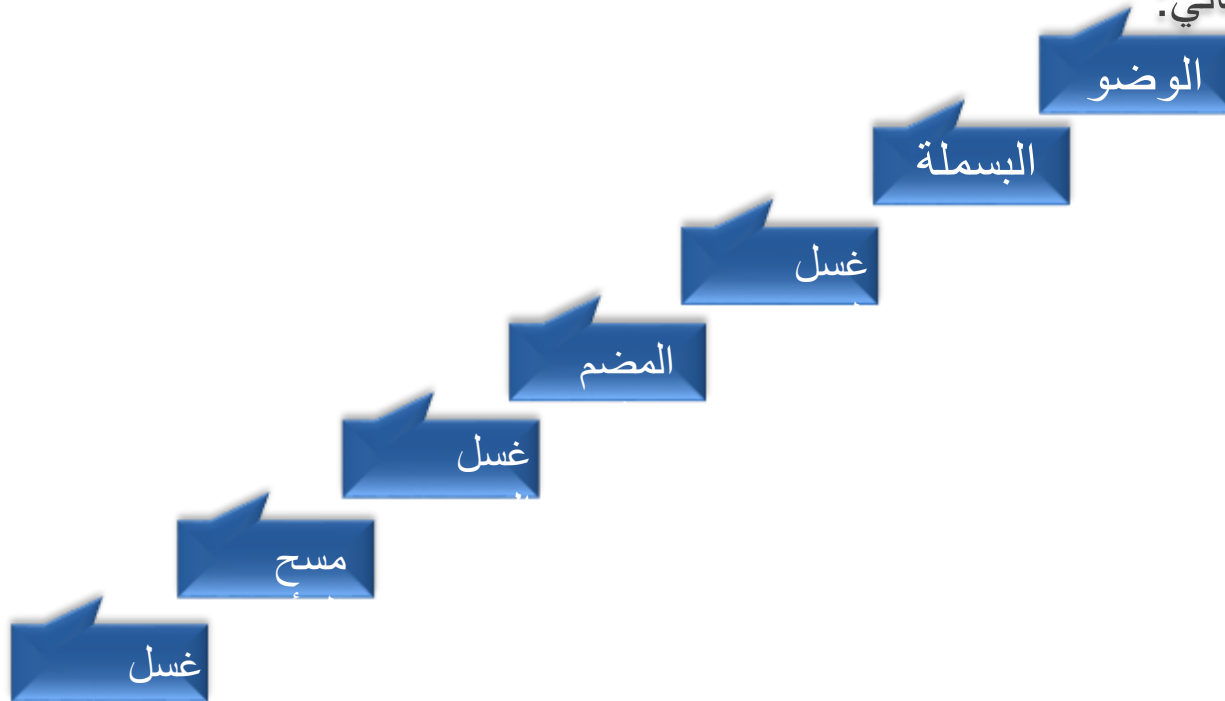 الوضو
البسملة
غسل
المضم
غسل
مسح
غسل